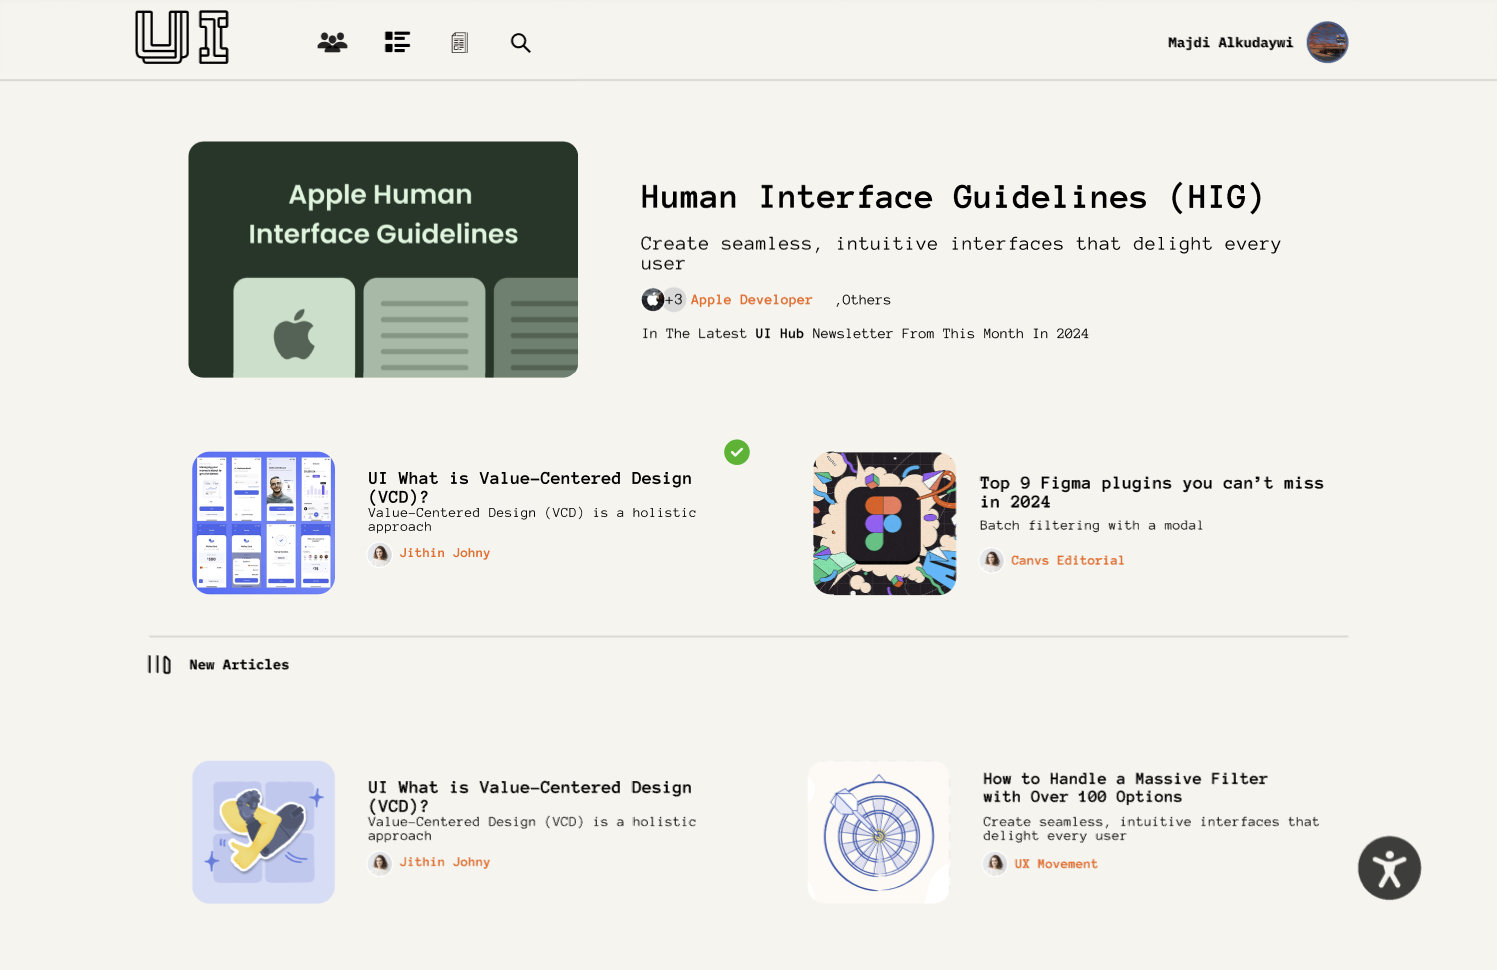 UI
Majdi Alkudaywi
Apple Human
Interface Guidelines
Human Interface Guidelines (HIG)
Create seamless, intuitive interfaces that delight every
user
+3 Apple Developer ,Others
In The Latest UI Hub Newsletter From This Month In 2024
UI What is Value-Centered Design
(VCD)?
Value-Centered Design (VCD) is a holistic
approach
Jithin Johny
Top 9 Figma plugins you can’t miss
in 2024
Batch filtering with a modal
Canvs Editorial
New Articles
UI What is Value-Centered Design
(VCD)?
Value-Centered Design (VCD) is a holistic
approach
Jithin Johny
How to Handle a Massive Filter
with Over 100 Options
Create seamless, intuitive interfaces that
delight every user
UX Movement